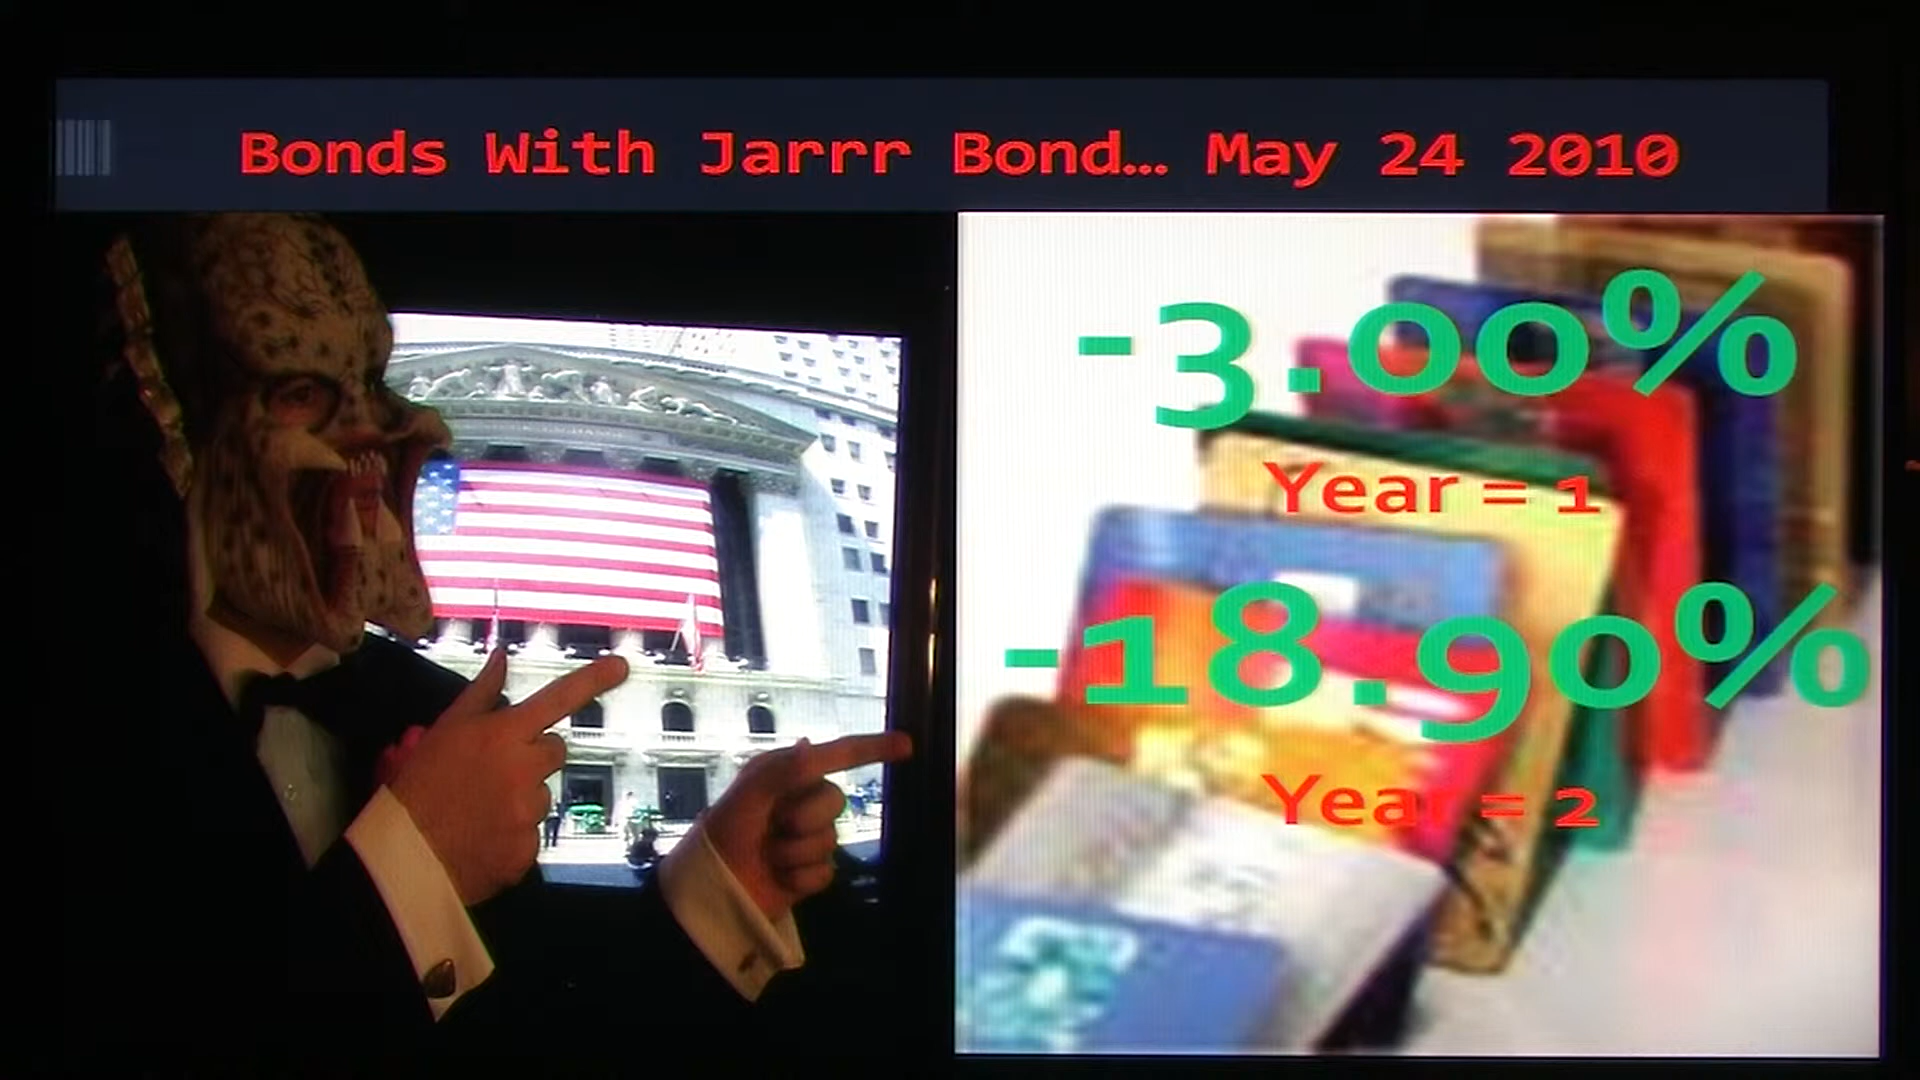 Bonds With Jarrr Bond… May 24 2010
-3.00%
Year = 1
-18.90%
Year = 2